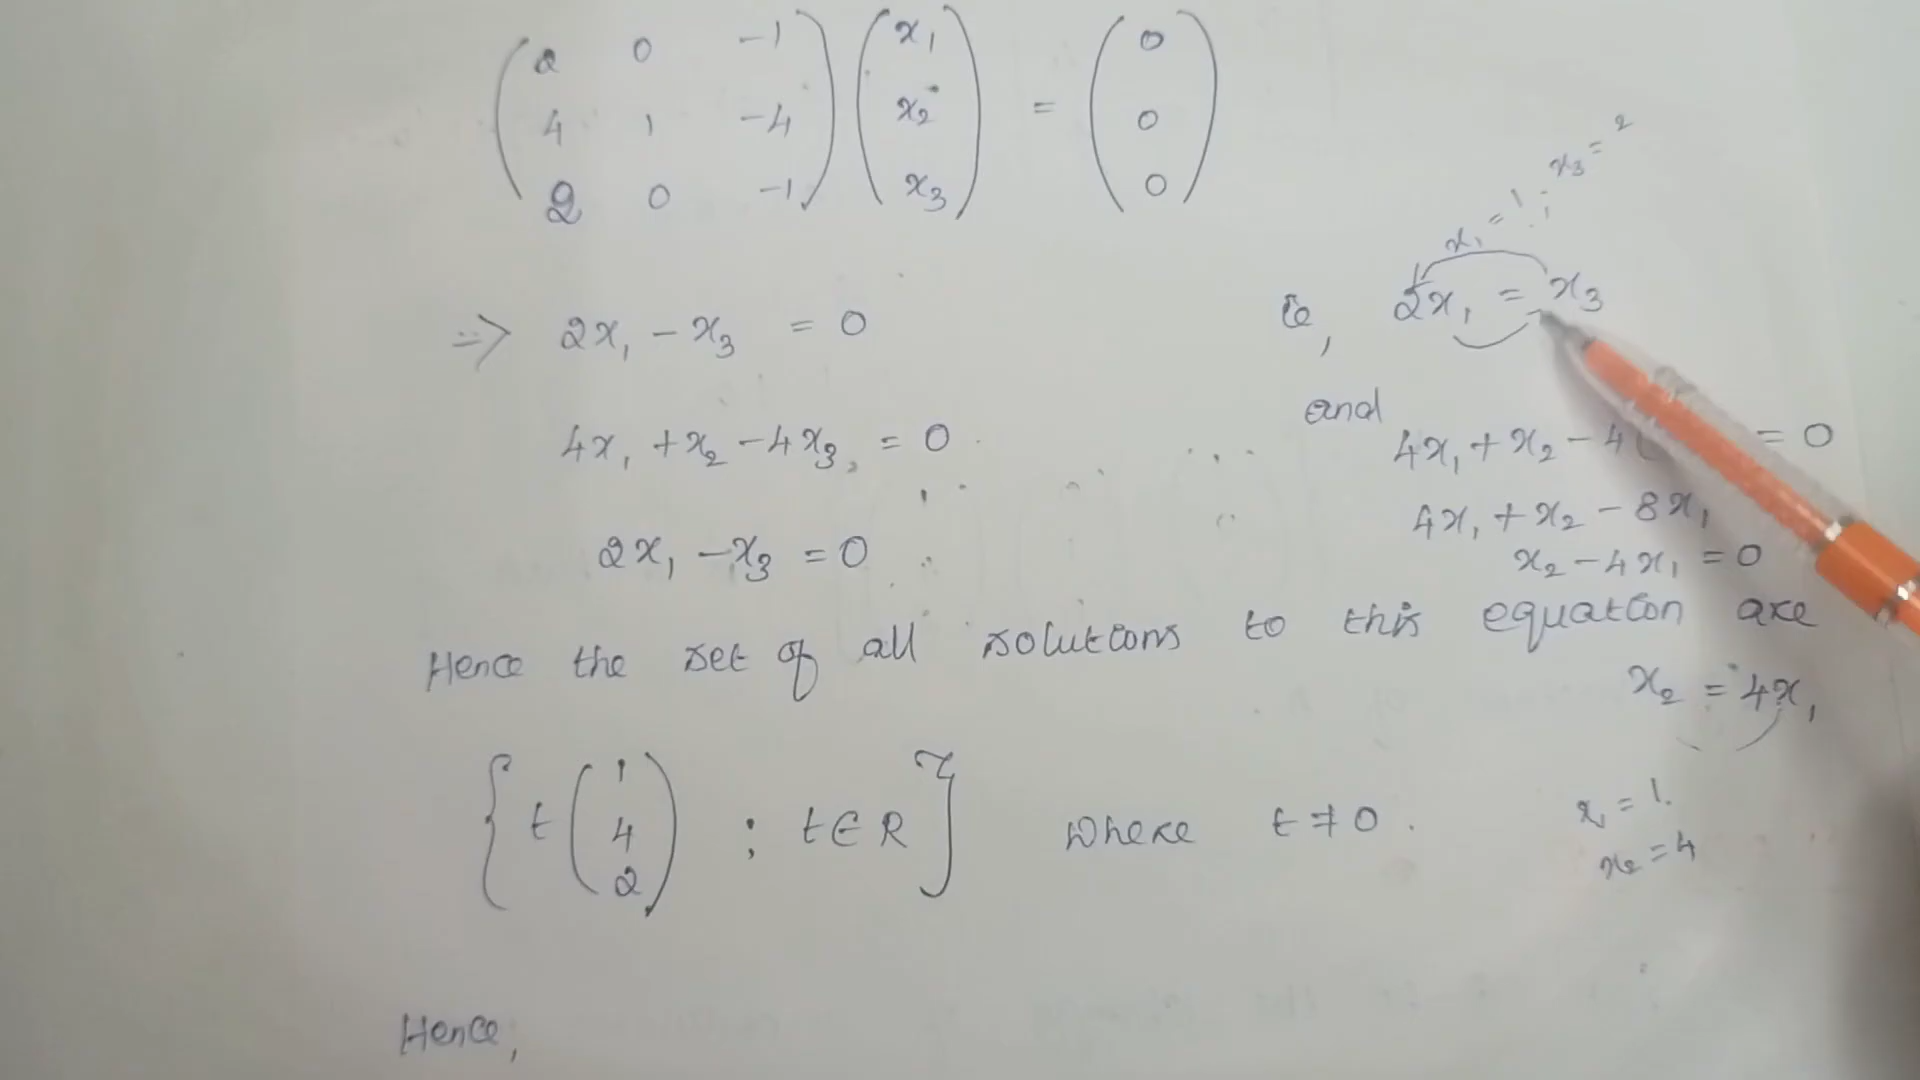 ( 2 0 -1 ) ( x₁ ) = ( 0 )
( 4 1 -4 ) ( x₂ ) ( 0 )
( 2 0 -1 ) ( x₃ ) ( 0 )
x₁ = 1 ; x₃ = 2
⇒ 2x₁ - x₃ = 0
ie, 2x₁ = x₃
and
4x₁ + x₂ - 4x₃ = 0
4x₁ + x₂ - 4( = 0
4x₁ + x₂ - 8x₁
2x₁ - x₃ = 0
x₂ - 4x₁ = 0
Hence the set of all solutions to this equation are
x₂ = 4x₁
{ t ( 1 4 2 ) ; t ∈ R } where t ≠ 0.
x₁ = 1.
x₂ = 4
Hence,